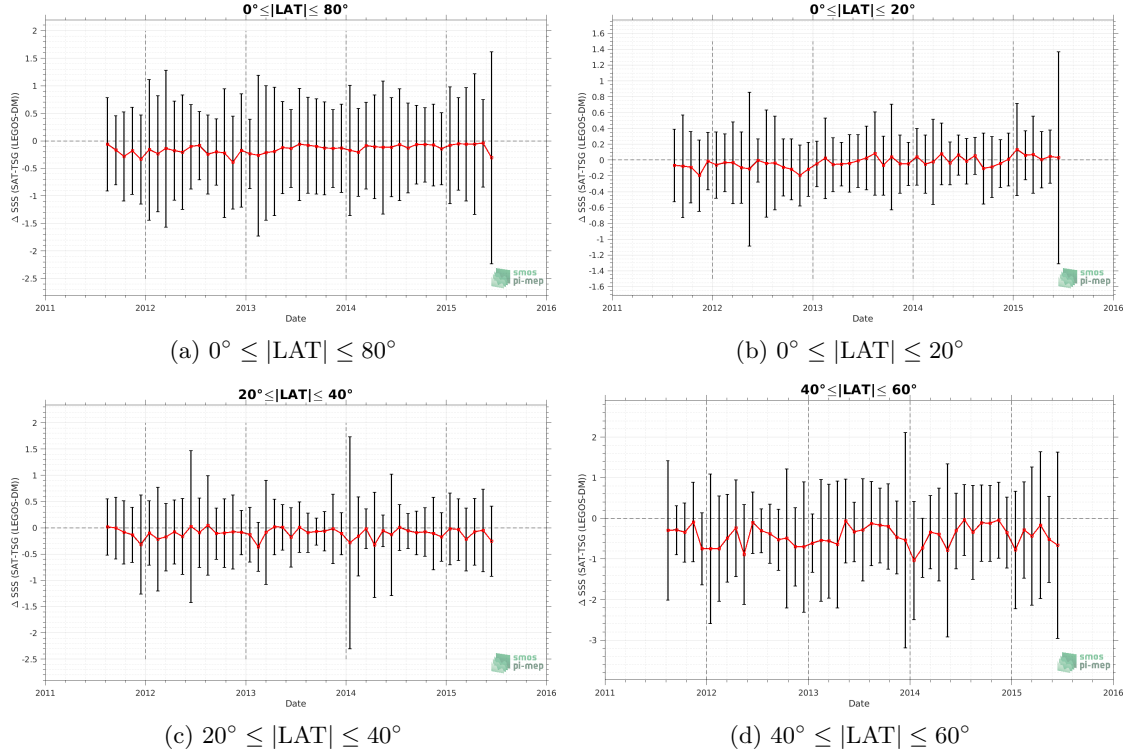 0°≤|LAT|≤ 80°
Δ SSS (SAT-TSG (LEGOS-DM))
2
1.5
1
0.5
0
-0.5
-1
-1.5
-2
-2.5
2011 2012 2013 2014 2015 2016
Date
smos
pi-mep
(a) 0° ≤ |LAT| ≤ 80°
0°≤|LAT|≤ 20°
Δ SSS (SAT-TSG (LEGOS-DM))
1.6
1.4
1.2
1
0.8
0.6
0.4
0.2
0
-0.2
-0.4
-0.6
-0.8
-1
-1.2
-1.4
-1.6
2011 2012 2013 2014 2015 2016
Date
smos
pi-mep
(b) 0° ≤ |LAT| ≤ 20°
20°≤|LAT|≤ 40°
Δ SSS (SAT-TSG (LEGOS-DM))
2
1.5
1
0.5
0
-0.5
-1
-1.5
-2
-2.5
2011 2012 2013 2014 2015 2016
Date
smos
pi-mep
(c) 20° ≤ |LAT| ≤ 40°
40°≤|LAT|≤ 60°
Δ SSS (SAT-TSG (LEGOS-DM))
2
1
0
-1
-2
-3
2011 2012 2013 2014 2015 2016
Date
smos
pi-mep
(d) 40° ≤ |LAT| ≤ 60°